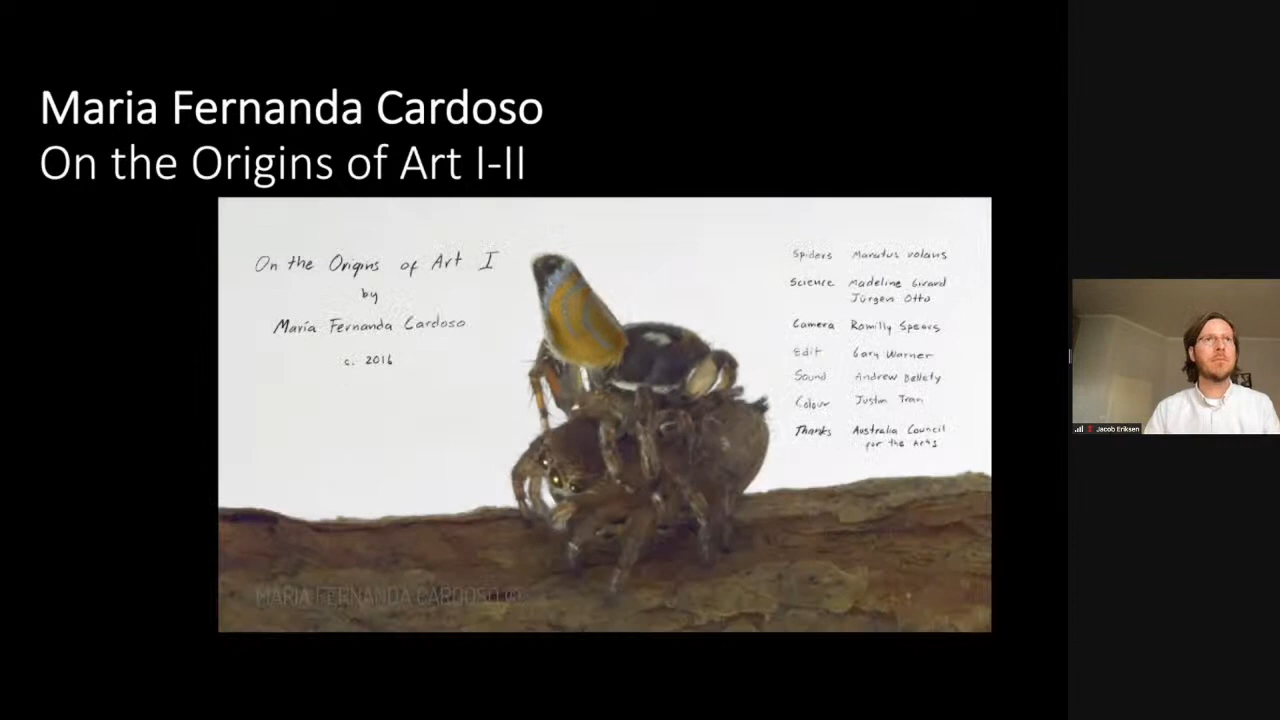 Maria Fernanda Cardoso
On the Origins of Art I-II
On the Origins of Art I
by
María Fernanda Cardoso
c. 2016
Spiders Maratus volans
Science Madeline Girard
Jürgen Otto
Camera Romilly Spears
Edit Gary Warner
Sound Andrew Belletty
Colour Justin Tran
Thanks Australia Council
for the Arts
MARIA FERNANDA CARDOSO
Jacob Eriksen